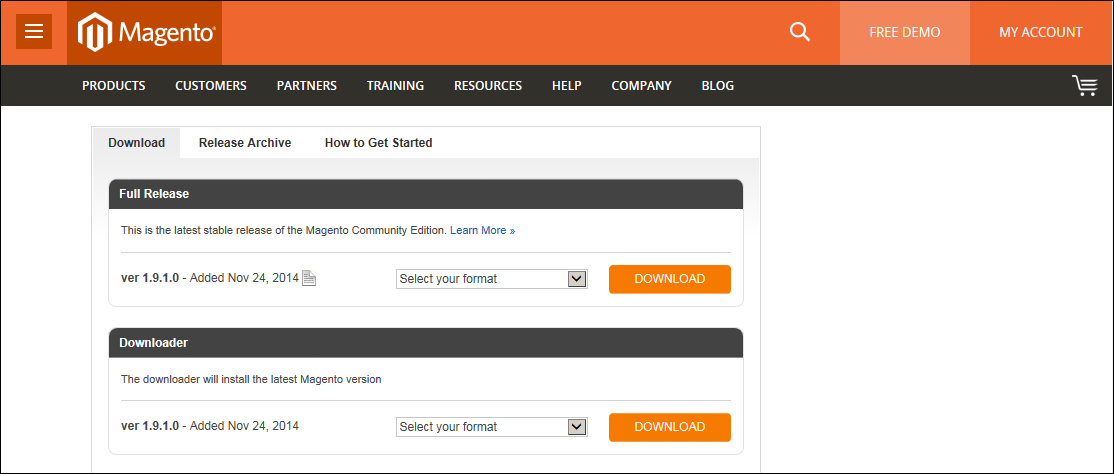 Magento®
FREE DEMO
MY ACCOUNT
PRODUCTS CUSTOMERS PARTNERS TRAINING RESOURCES HELP COMPANY BLOG
Download Release Archive How to Get Started
Full Release
This is the latest stable release of the Magento Community Edition. Learn More »
ver 1.9.1.0 - Added Nov 24, 2014 Select your format DOWNLOAD
Downloader
The downloader will install the latest Magento version
ver 1.9.1.0 - Added Nov 24, 2014 Select your format DOWNLOAD